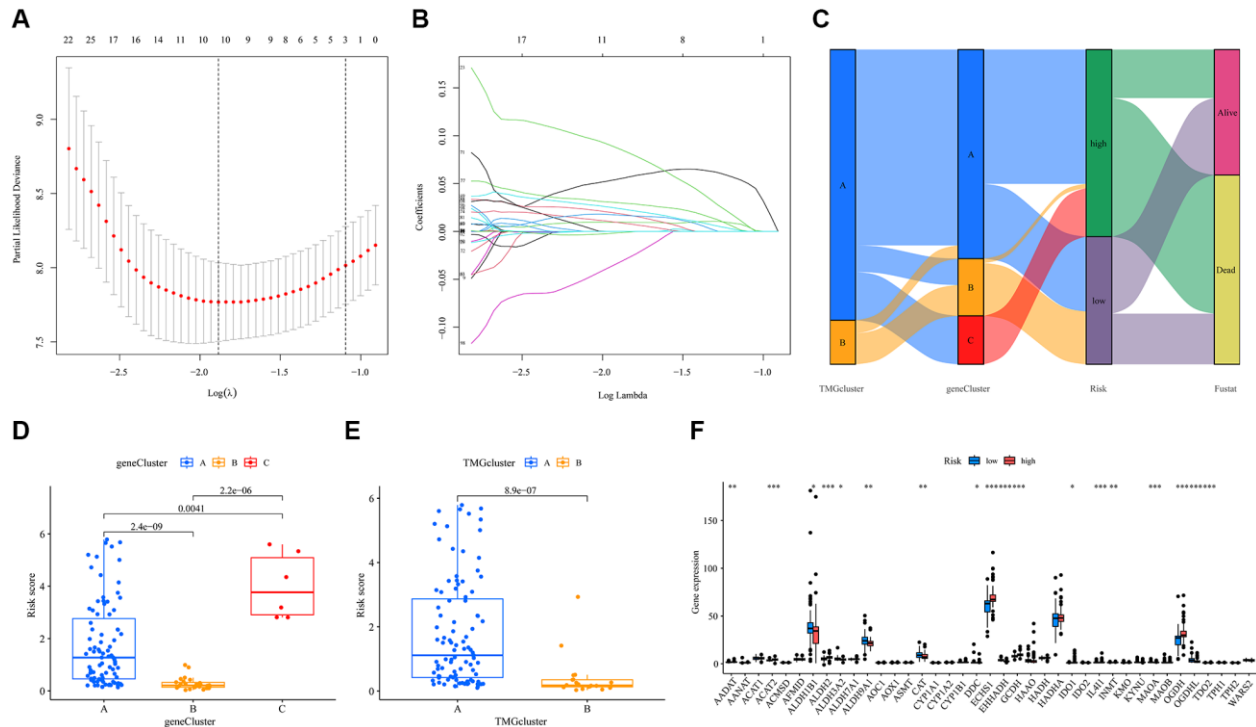 A
22 25 17 16 14 11 10 10 9 9 8 6 5 5 3 1 0
Partial Likelihood Deviance
9.0
8.5
8.0
7.5
−2.5 −2.0 −1.5 −1.0
Log(λ)
B
17 11 8 1
Coefficients
0.15
0.10
0.05
0.00
−0.05
−0.10
−2.5 −2.0 −1.5 −1.0
Log Lambda
C
A
B
A
B
C
high
low
Alive
Dead
TMGcluster geneCluster Risk Fustat
D
geneCluster A B C
2.2e−06
0.0041
2.4e−09
Risk score
6
4
2
0
A B C
geneCluster
E
TMGcluster A B
8.9e−07
Risk score
6
4
2
0
A B
TMGcluster
F
Risk low high
** *** * *** * ** ** * *** *** *** * *** ** *** *** *** ***
Gene expression
150
100
50
0
AADAT
AANAT
ACAT1
ACAT2
ACMSD
AFMID
ALDH1B1
ALDH2
ALDH3A2
ALDH7A1
ALDH9A1
AOC1
AOX1
ASMT
CAT
CYP1A1
CYP1A2
CYP1B1
DDC
ECHS1
EHHADH
GCDH
HAAO
HADH
HADHA
IDO1
IDO2
IL4I1
INMT
KMO
KYNU
MAOA
MAOB
OGDH
OGDHL
TDO2
TPH1
TPH2
WARS2